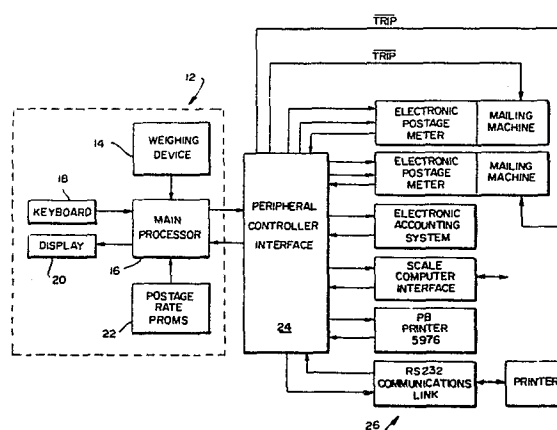 TRIP
TRIP
12
14
WEIGHING
DEVICE
18
KEYBOARD
DISPLAY
20
MAIN
PROCESSOR
16
POSTAGE
RATE
PROMS
22
PERIPHERAL
CONTROLLER
INTERFACE
24
ELECTRONIC
POSTAGE
METER
MAILING
MACHINE
ELECTRONIC
POSTAGE
METER
MAILING
MACHINE
ELECTRONIC
ACCOUNTING
SYSTEM
SCALE
COMPUTER
INTERFACE
PB
PRINTER
5976
RS232
COMMUNICATIONS
LINK
PRINTER
26